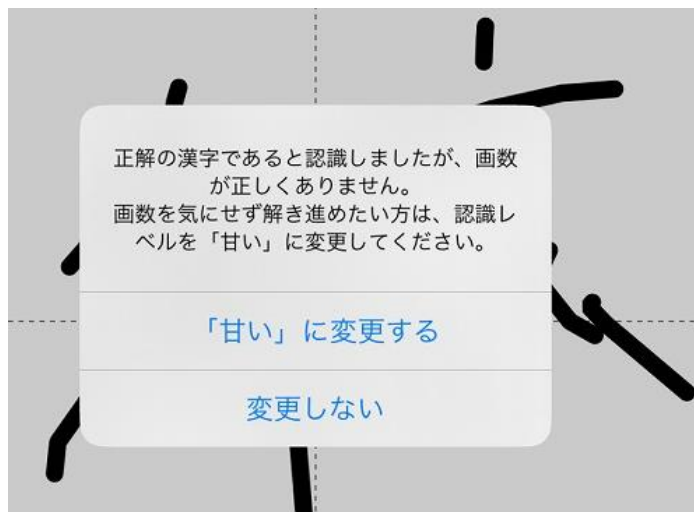 正解の漢字であると認識しましたが、画数
が正しくありません。
画数を気にせず解き進めたい方は、認識レ
ベルを「甘い」に変更してください。
「甘い」に変更する
変更しない